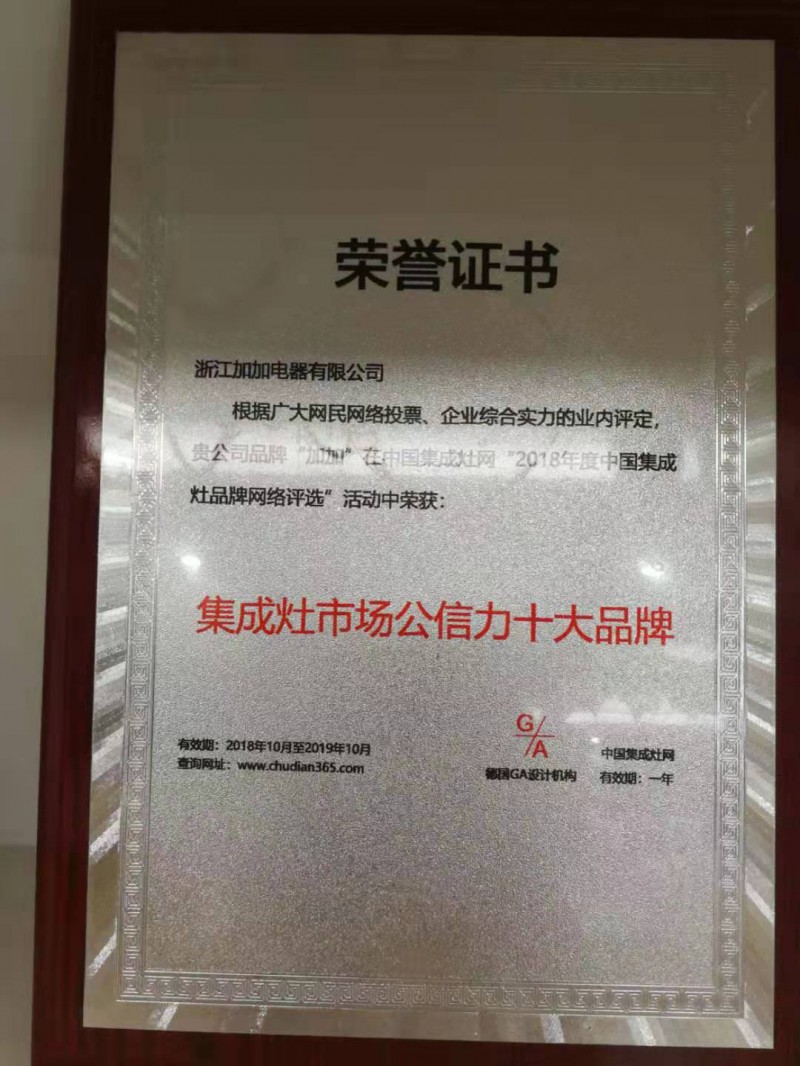 荣誉证书
浙江加加电器有限公司
根据广大网民网络投票、企业综合实力的业内评定，
贵公司品牌“加加”在中国集成灶网“2018年度中国集成
灶品牌网络评选”活动中荣获：
集成灶市场公信力十大品牌
有效期：2018年10月至2019年10月
查询网址：www.chudian365.com
G/A
德国GA设计机构
中国集成灶网
有效期：一年